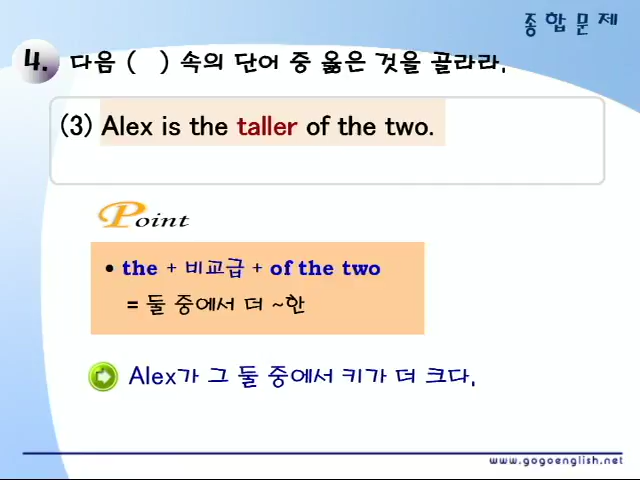 종합문제
4. 다음 (   ) 속의 단어 중 옳은 것을 골라라.
(3) Alex is the taller of the two.
Point
• the + 비교급 + of the two
= 둘 중에서 더 ~한
Alex가 그 둘 중에서 키가 더 크다.
www.gogoenglish.net